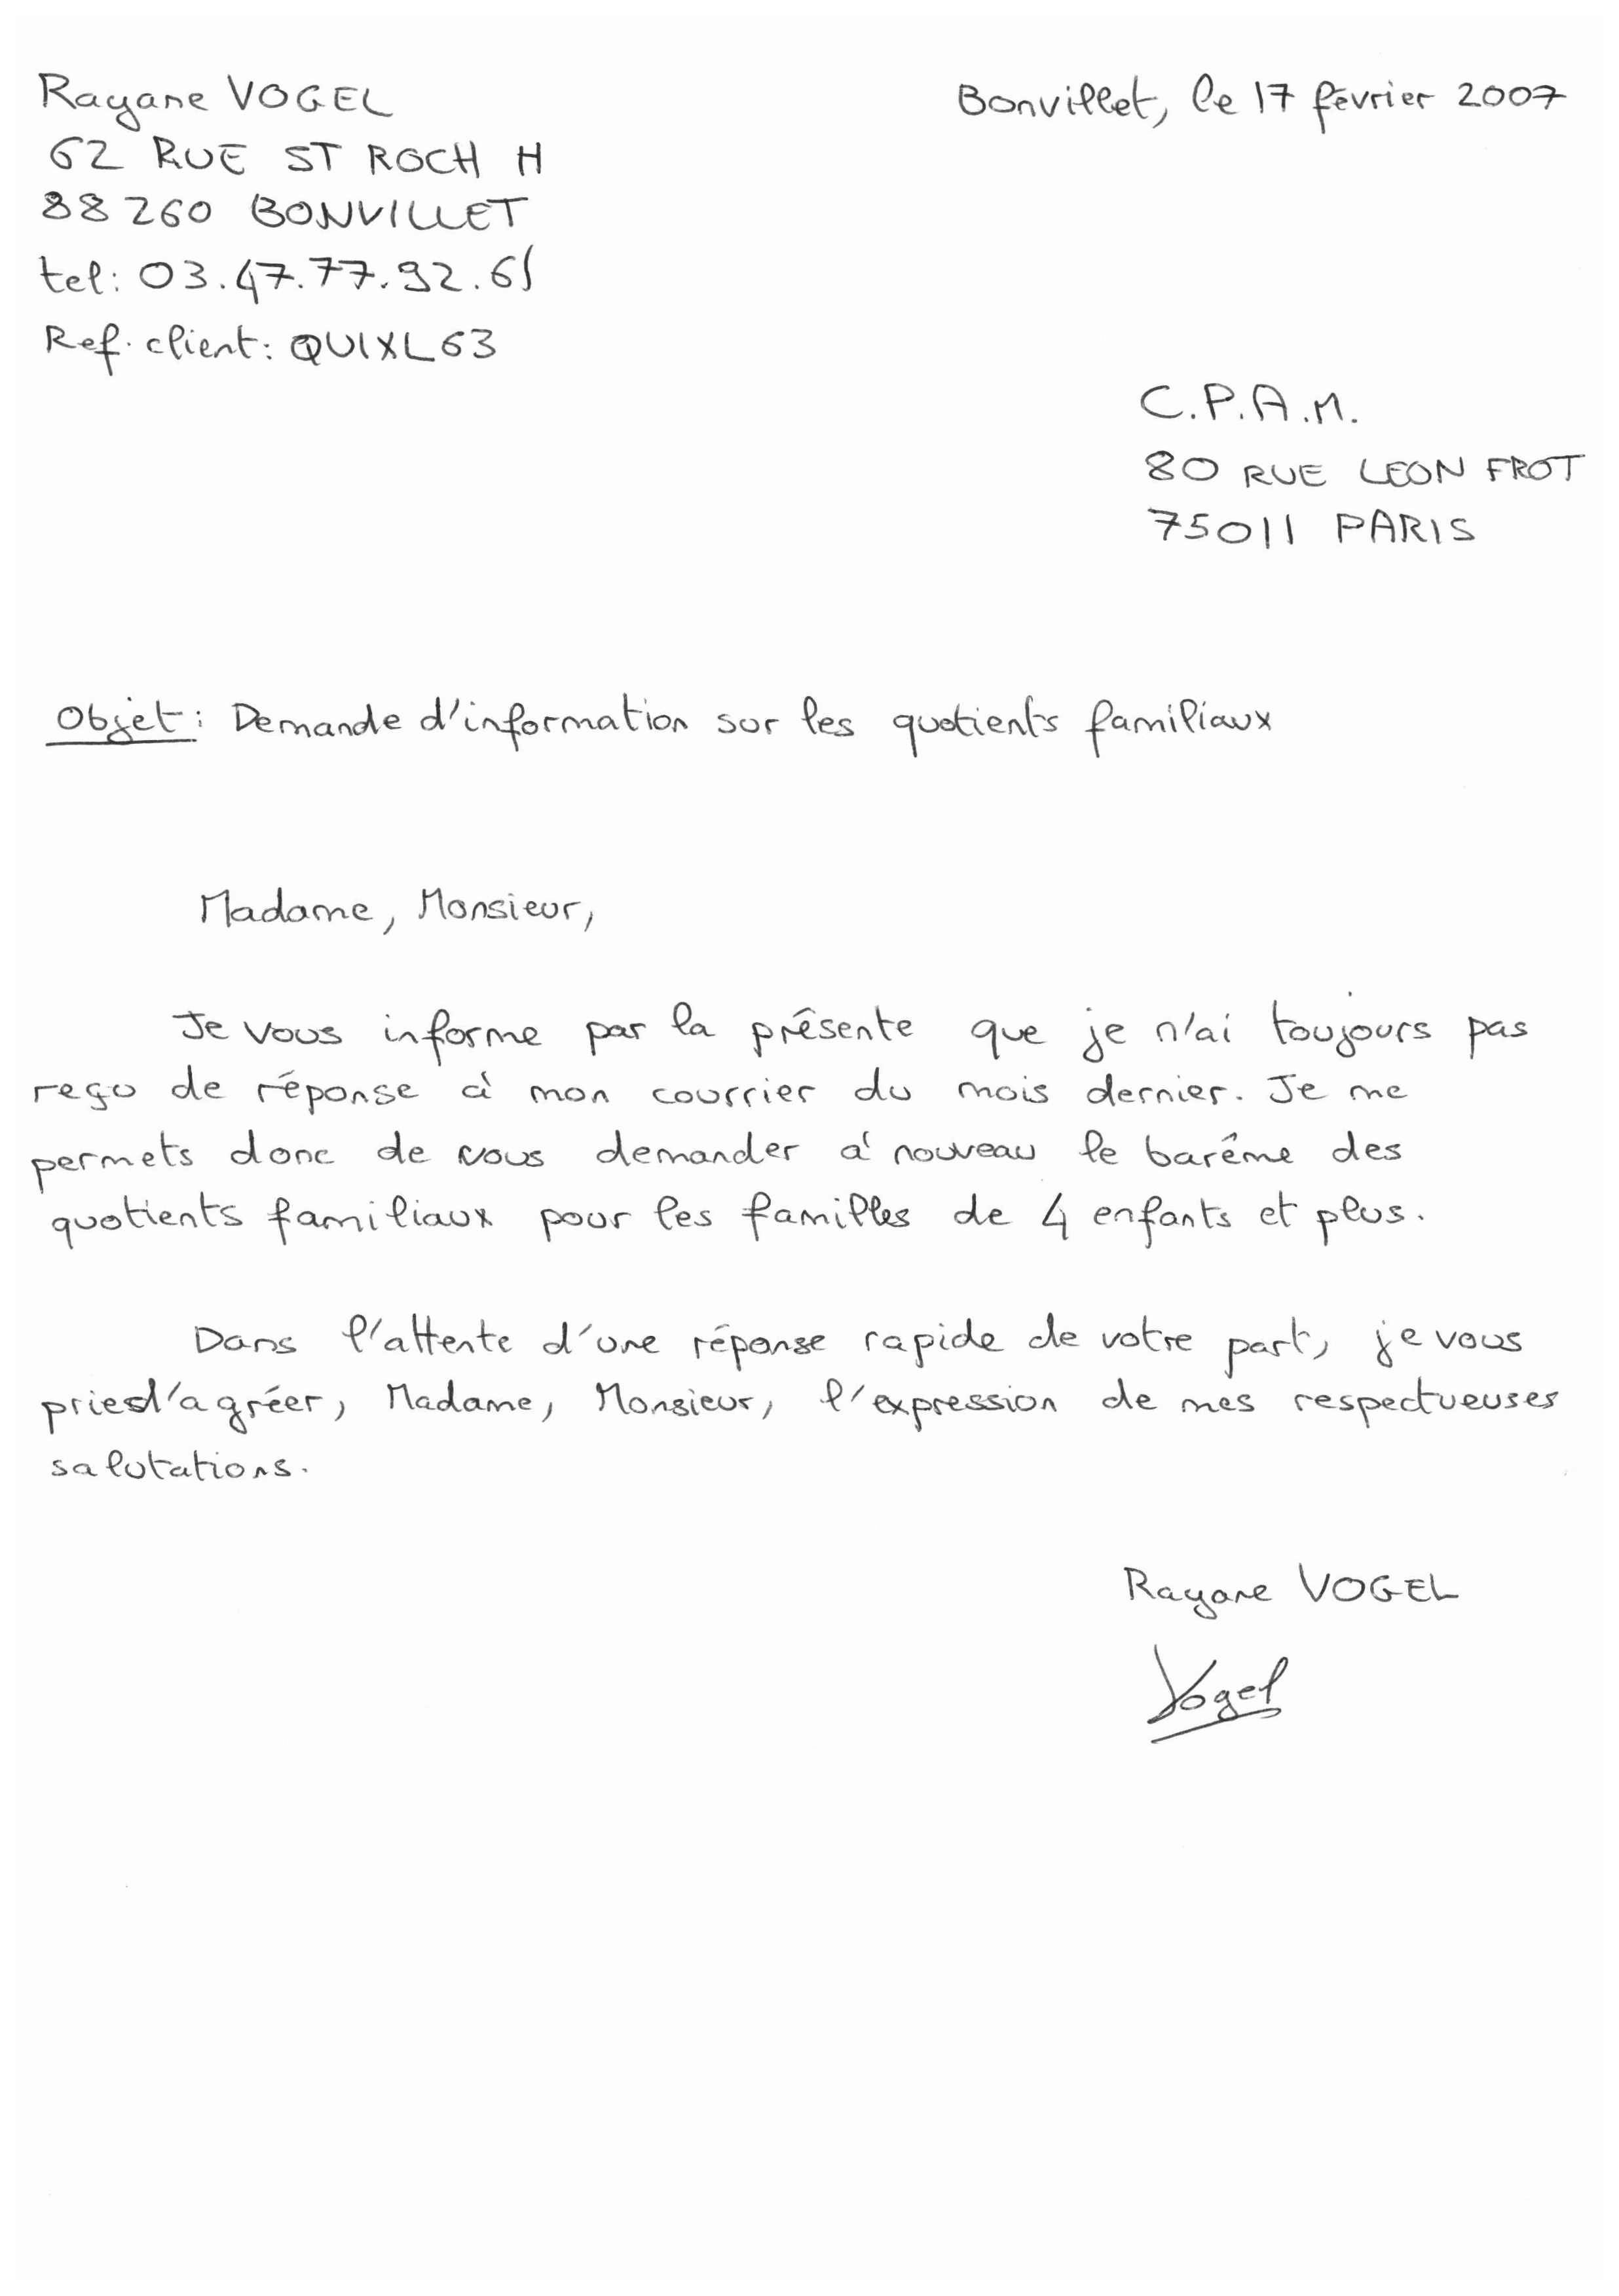 Rayane VOGEL
Bonvillet, le 17 février 2007
62 RUE ST ROCH H
88260 BONVILLET
tel: 03.47.77.92.61
Ref. client: QUIXL63
C.P.A.M.
80 RUE LEON FROT
75011 PARIS
Objet: Demande d'information sur les quotients familiaux
Madame, Monsieur,
Je vous informe par la présente que je n'ai toujours pas
reçu de réponse à mon courrier du mois dernier. Je me
permets donc de vous demander à nouveau le barême des
quotients familiaux pour les familles de 4 enfants et plus.
Dans l'attente d'une réponse rapide de votre part, je vous
pries d'agréer, Madame, Monsieur, l'expression de mes respectueuses
salutations.
Rayane VOGEL
Vogel